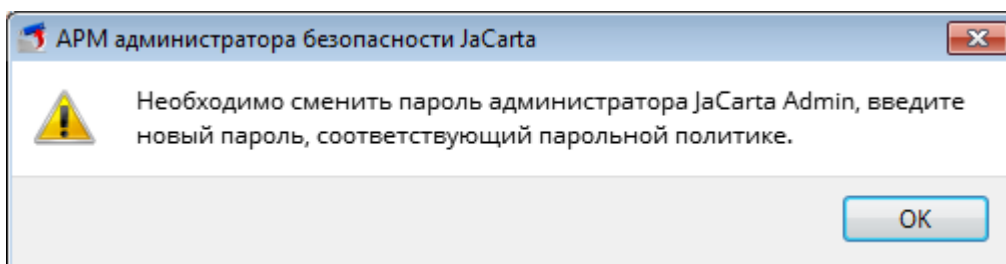 АРМ администратора безопасности JaCarta
Необходимо сменить пароль администратора JaCarta Admin, введите
новый пароль, соответствующий парольной политике.
OK